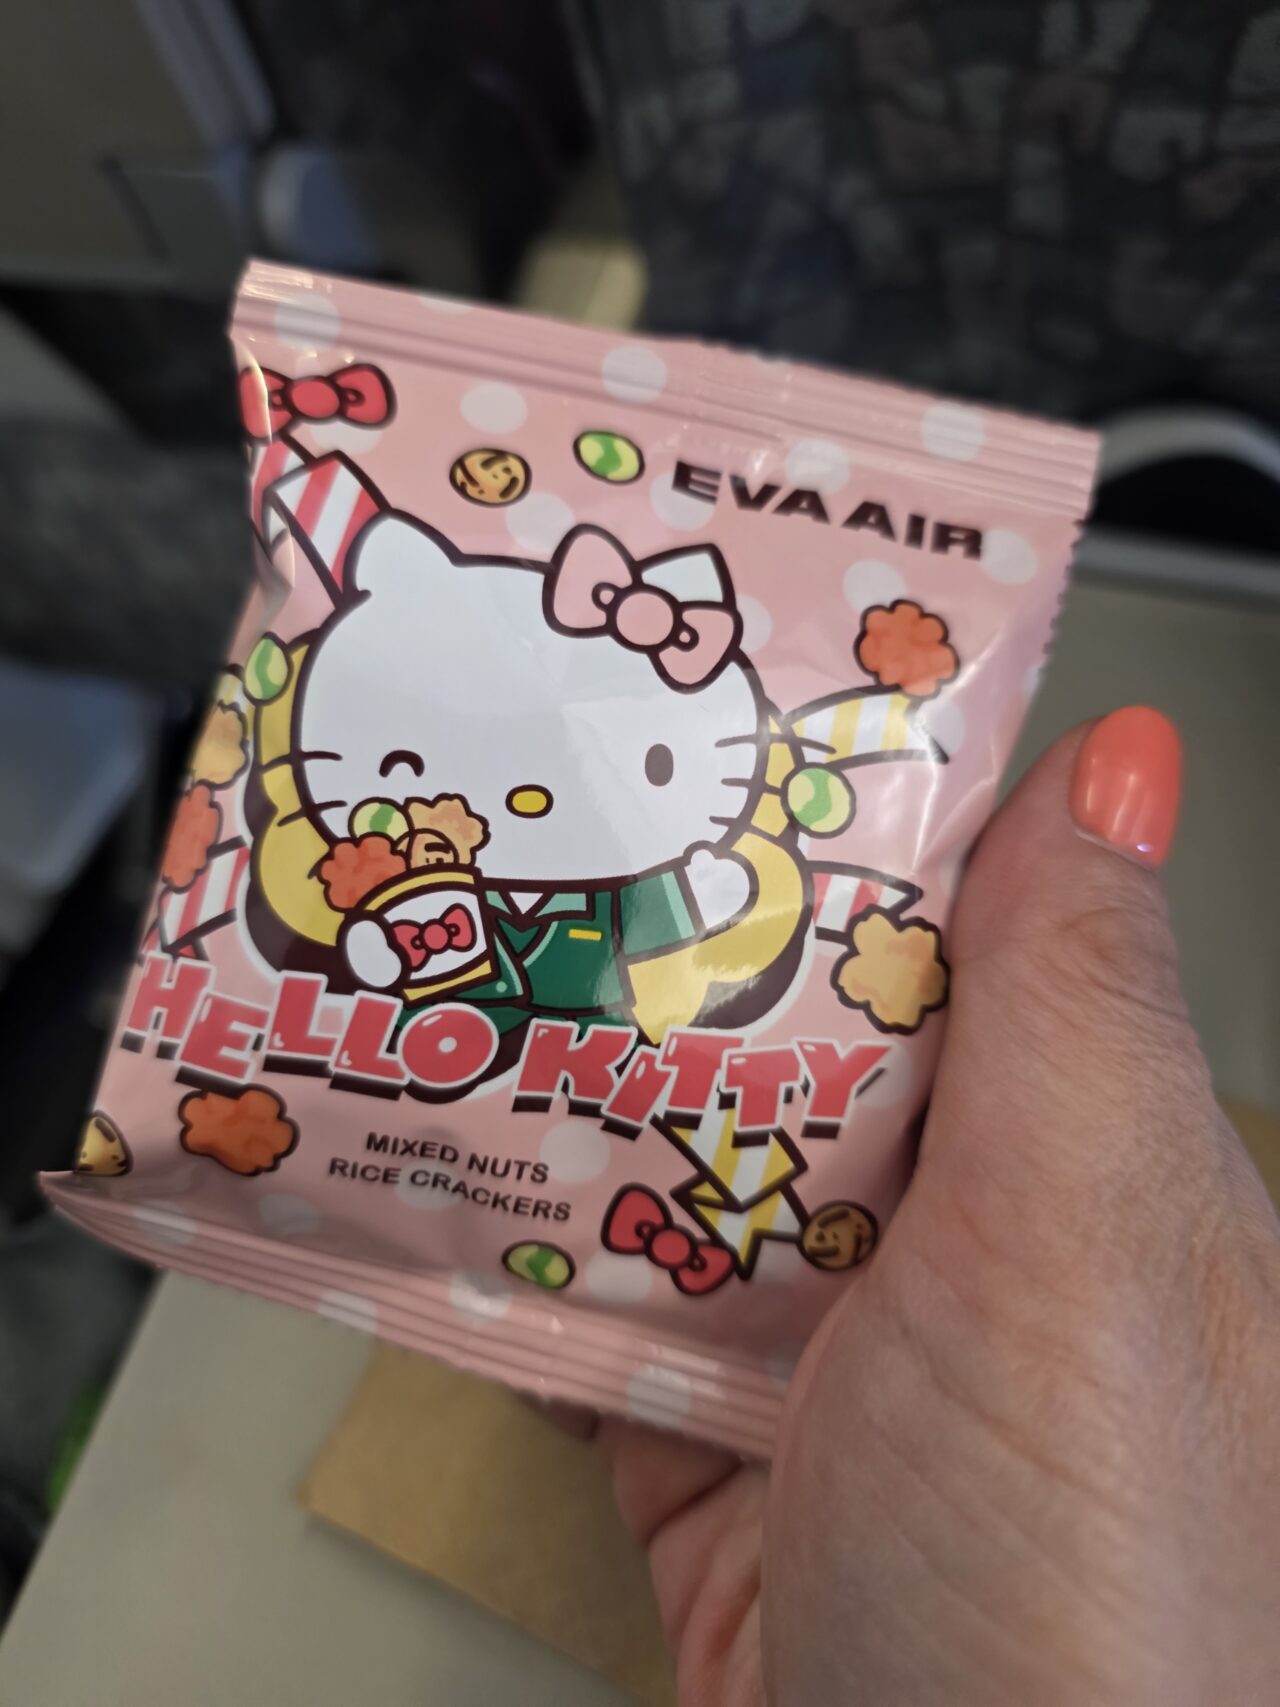 EVA AIR
HELLO KITTY
MIXED NUTS
RICE CRACKERS